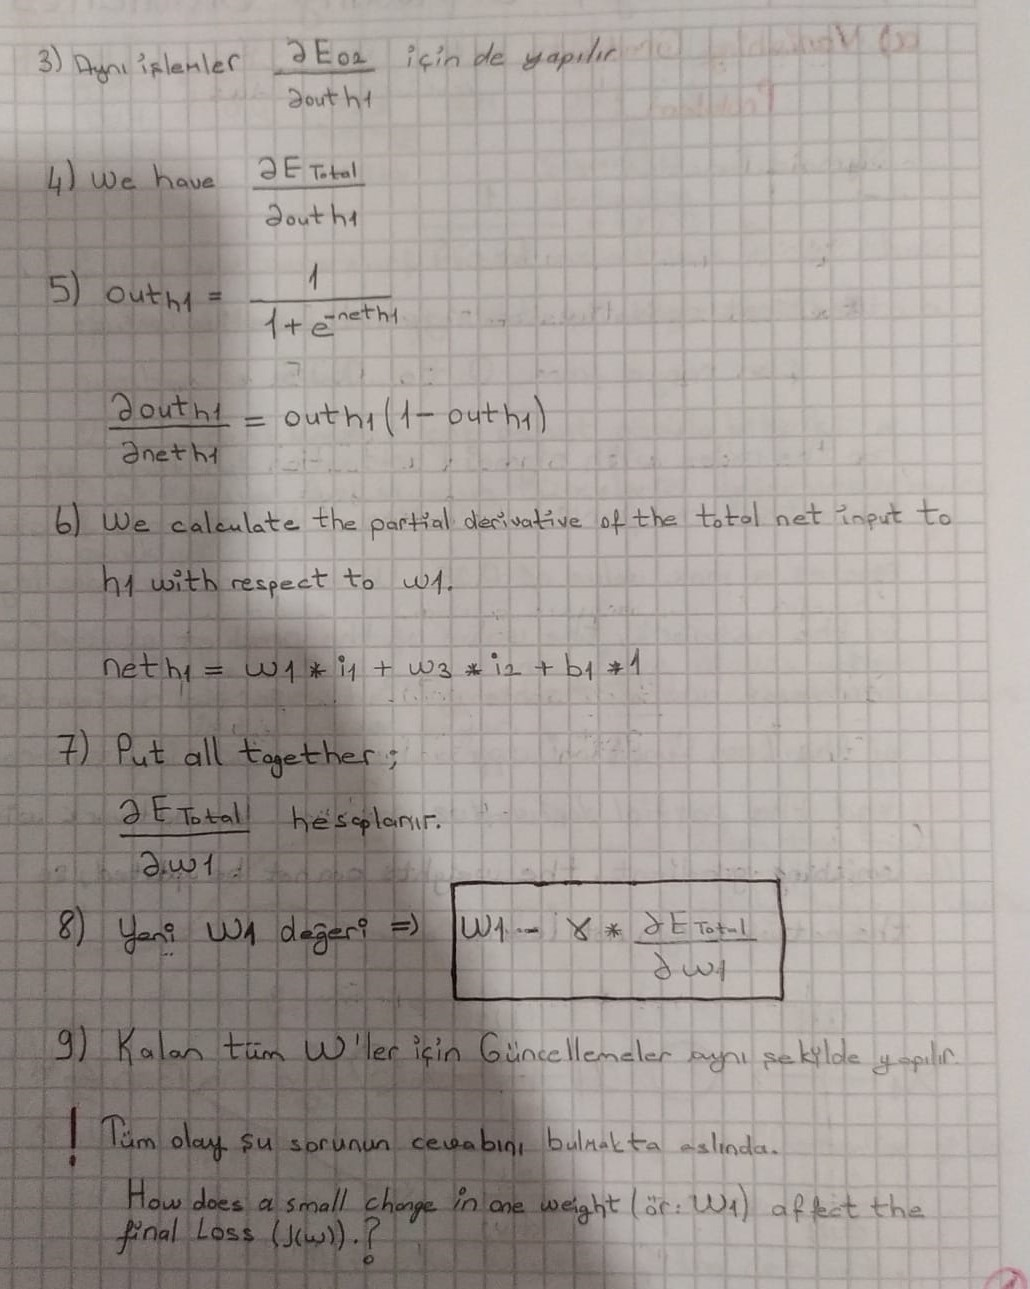 3) Aynı işlemler ∂E02/∂outh1 için de yapılır
4) We have ∂ETotal/∂outh1
5) outh1 = 1/(1+e^-neth1)
∂outh1/∂neth1 = outh1(1-outh1)
6) We calculate the partial derivative of the total net input to
h1 with respect to w1.
neth1 = w1 * i1 + w3 * i2 + b1 * 1
7) Put all together;
∂ETotal/∂w1 hesaplanır.
8) Yeni W1 değeri => W1 - γ * ∂ETotal/∂w1
9) Kalan tüm W'ler için Güncellemeler aynı şekilde yapılır.
! Tüm olay şu sorunun cevabını bulmakta aslında.
How does a small change in one weight (ör: W1) affect the
final Loss (J(w)).?